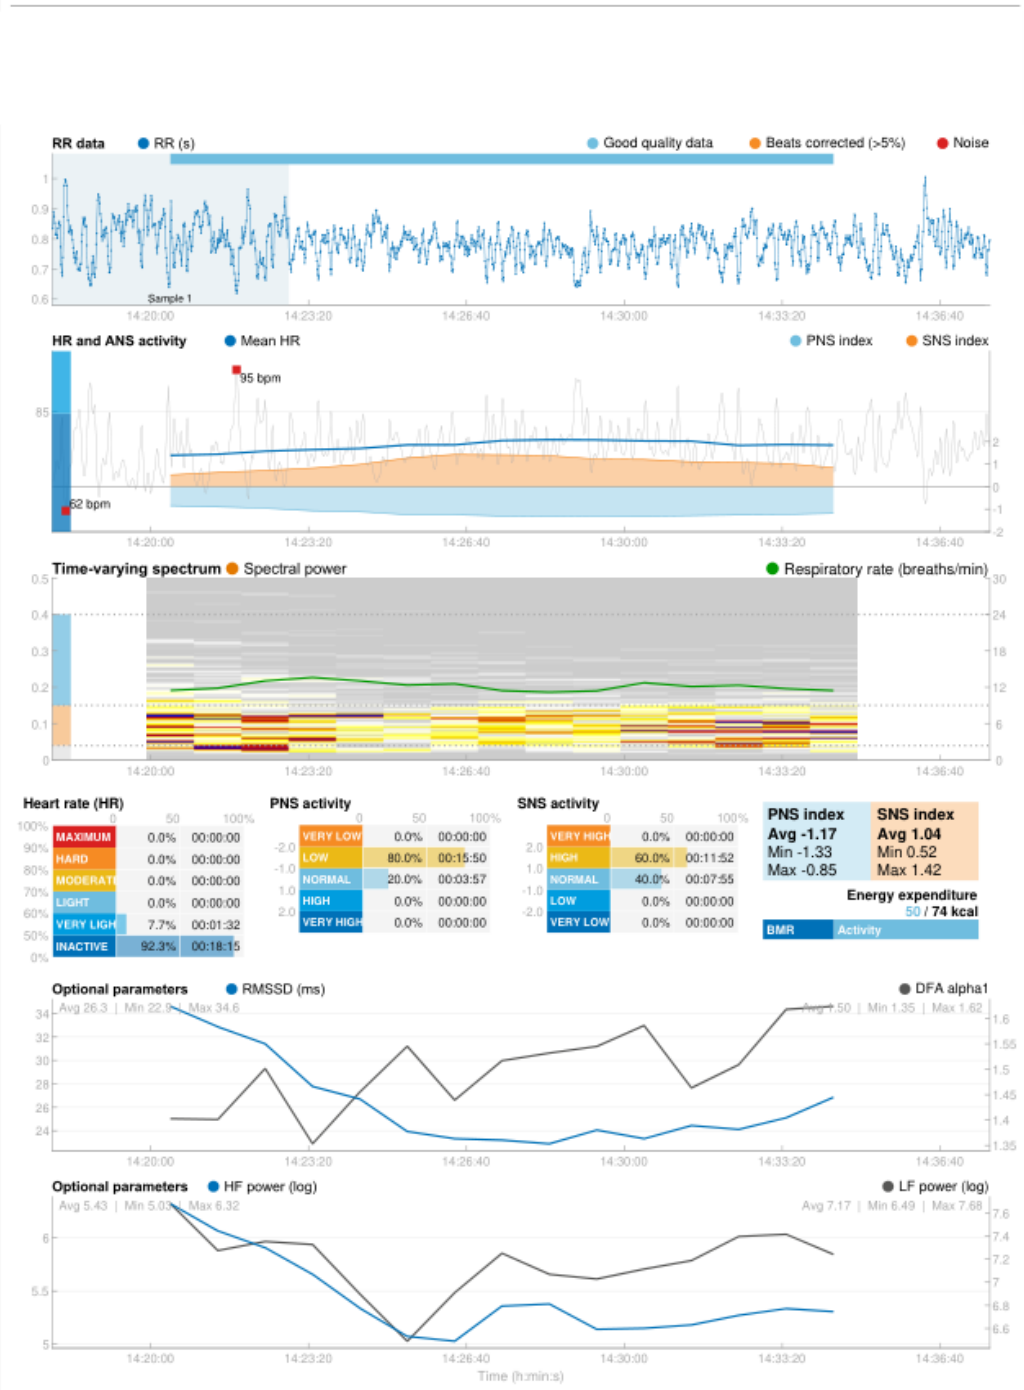 RR data RR (s) Good quality data Beats corrected (>5%) Noise
1
0.9
0.8
0.7
0.6
Sample 1
14:20:00 14:23:20 14:26:40 14:30:00 14:33:20 14:36:40
HR and ANS activity Mean HR PNS index SNS index
95 bpm
85
2
1
0
62 bpm
-1
-2
14:20:00 14:23:20 14:26:40 14:30:00 14:33:20 14:36:40
Time-varying spectrum Spectral power Respiratory rate (breaths/min)
0.5 30
0.4 24
0.3 18
0.2 12
0.1 6
0 0
14:20:00 14:23:20 14:26:40 14:30:00 14:33:20 14:36:40
Heart rate (HR)
0 50 100%
100%
MAXIMUM 0.0% 00:00:00
90%
HARD 0.0% 00:00:00
80%
MODERATI 0.0% 00:00:00
70%
LIGHT 0.0% 00:00:00
60%
VERY LIGH 7.7% 00:01:32
50%
INACTIVE 92.3% 00:18:15
0%
PNS activity
0 50 100%
VERY LOW 0.0% 00:00:00
-2.0
LOW 80.0% 00:15:50
-1.0
NORMAL 20.0% 00:03:57
1.0
HIGH 0.0% 00:00:00
2.0
VERY HIGH 0.0% 00:00:00
SNS activity
0 50 100%
VERY HIGH 0.0% 00:00:00
2.0
HIGH 60.0% 00:11:52
1.0
NORMAL 40.0% 00:07:55
-1.0
LOW 0.0% 00:00:00
-2.0
VERY LOW 0.0% 00:00:00
PNS index SNS index
Avg -1.17 Avg 1.04
Min -1.33 Min 0.52
Max -0.85 Max 1.42
Energy expenditure
50 / 74 kcal
BMR Activity
Optional parameters RMSSD (ms) DFA alpha1
Avg 26.3 | Min 22.9 | Max 34.6 Avg 1.50 | Min 1.35 | Max 1.62
34
32
30
28
26
24
1.6
1.55
1.5
1.45
1.4
1.35
14:20:00 14:23:20 14:26:40 14:30:00 14:33:20 14:36:40
Optional parameters HF power (log) LF power (log)
Avg 5.43 | Min 5.03 | Max 6.32 Avg 7.17 | Min 6.49 | Max 7.68
6
5.5
5
7.6
7.4
7.2
7
6.8
6.6
14:20:00 14:23:20 14:26:40 14:30:00 14:33:20 14:36:40
Time (h:min:s)